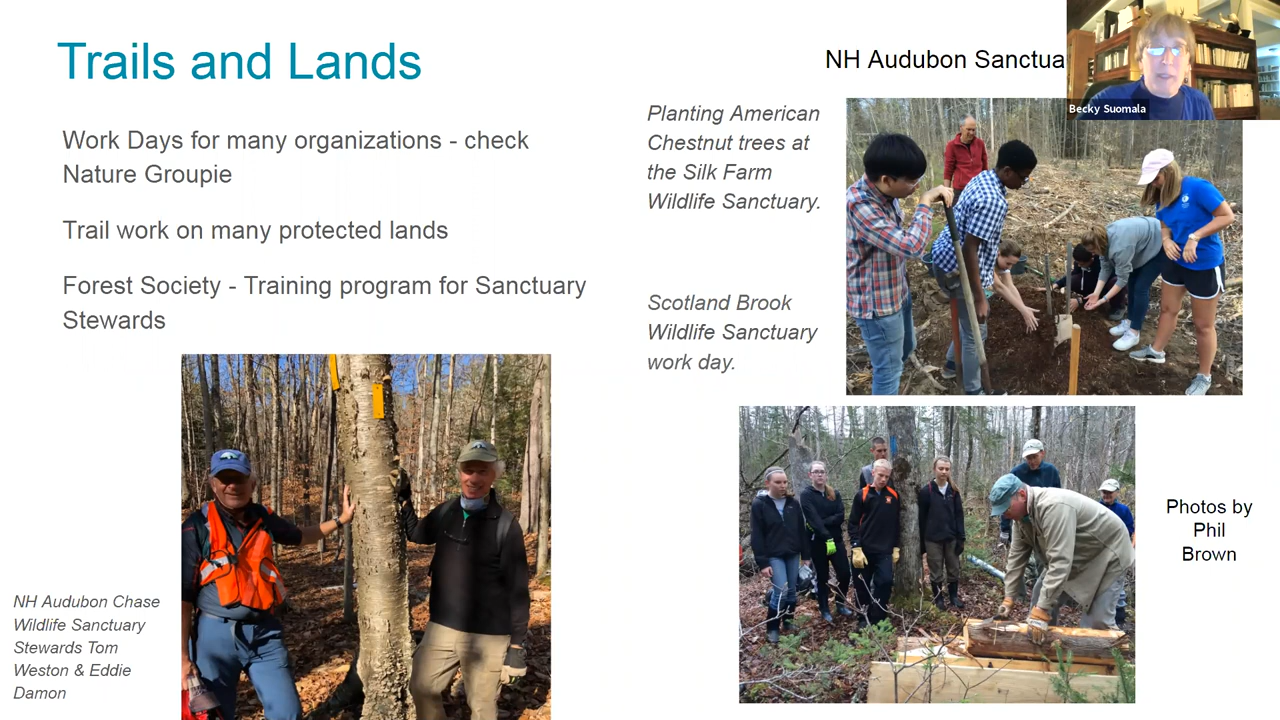 Trails and Lands
Work Days for many organizations - check
Nature Groupie
Trail work on many protected lands
Forest Society - Training program for Sanctuary
Stewards
NH Audubon Chase
Wildlife Sanctuary
Stewards Tom
Weston & Eddie
Damon
NH Audubon Sanctua
Becky Suomala
Planting American
Chestnut trees at
the Silk Farm
Wildlife Sanctuary.
Scotland Brook
Wildlife Sanctuary
work day.
Photos by
Phil
Brown